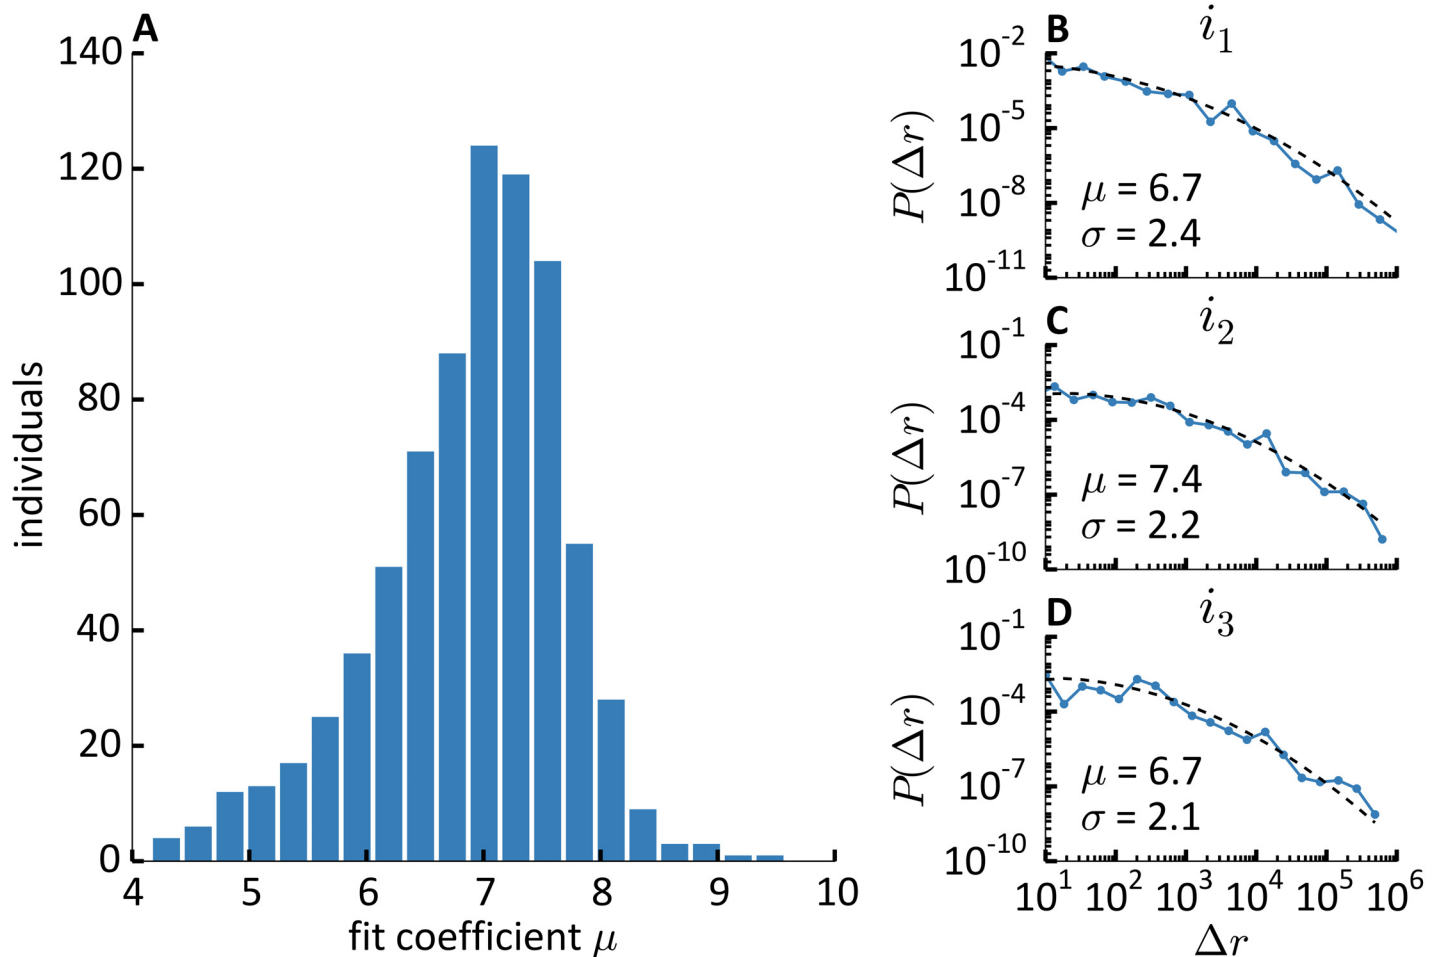 A
140
120
100
80
60
40
20
0
individuals
4 5 6 7 8 9 10
fit coefficient μ
B
i₁
10⁻²
10⁻⁵
10⁻⁸
10⁻¹¹
P(Δr)
μ = 6.7
σ = 2.4
C
i₂
10⁻¹
10⁻⁴
10⁻⁷
10⁻¹⁰
P(Δr)
μ = 7.4
σ = 2.2
D
i₃
10⁻¹
10⁻⁴
10⁻⁷
10⁻¹⁰
P(Δr)
μ = 6.7
σ = 2.1
10¹ 10² 10³ 10⁴ 10⁵ 10⁶
Δr